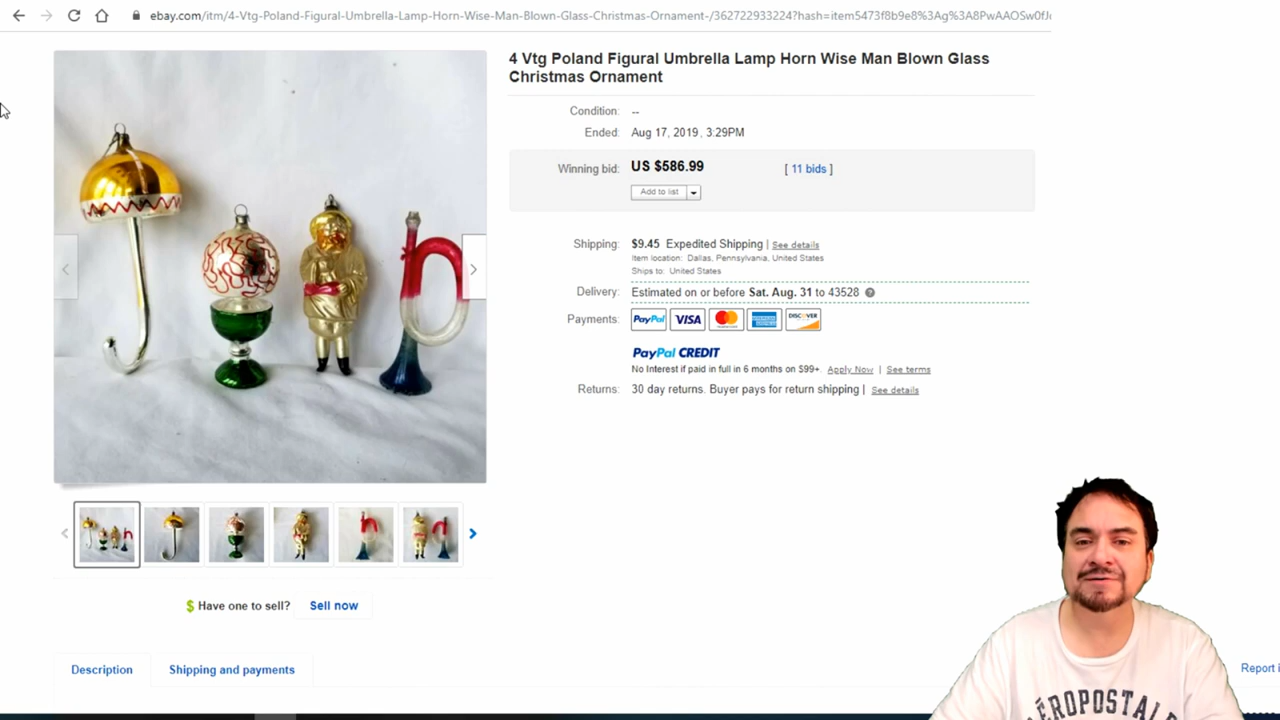 ebay.com/itm/4-Vtg-Poland-Figural-Umbrella-Lamp-Horn-Wise-Man-Blown-Glass-Christmas-Ornament-/362722933224?hash=item5473f8b9e8%3Ag%3A8PwAAOSw0fJ
4 Vtg Poland Figural Umbrella Lamp Horn Wise Man Blown Glass
Christmas Ornament
Condition: --
Ended: Aug 17, 2019 , 3:29PM
Winning bid: US $586.99 [ 11 bids ]
Add to list
Shipping: $9.45 Expedited Shipping | See details
Item location: Dallas, Pennsylvania, United States
Ships to: United States
Delivery: Estimated on or before Sat. Aug. 31 to 43528
Payments: PayPal VISA DISCOVER
PayPal CREDIT
No Interest if paid in full in 6 months on $99+. Apply Now | See terms
Returns: 30 day returns. Buyer pays for return shipping | See details
$ Have one to sell? Sell now
Description Shipping and payments
Report i
AÉROPOSTAL